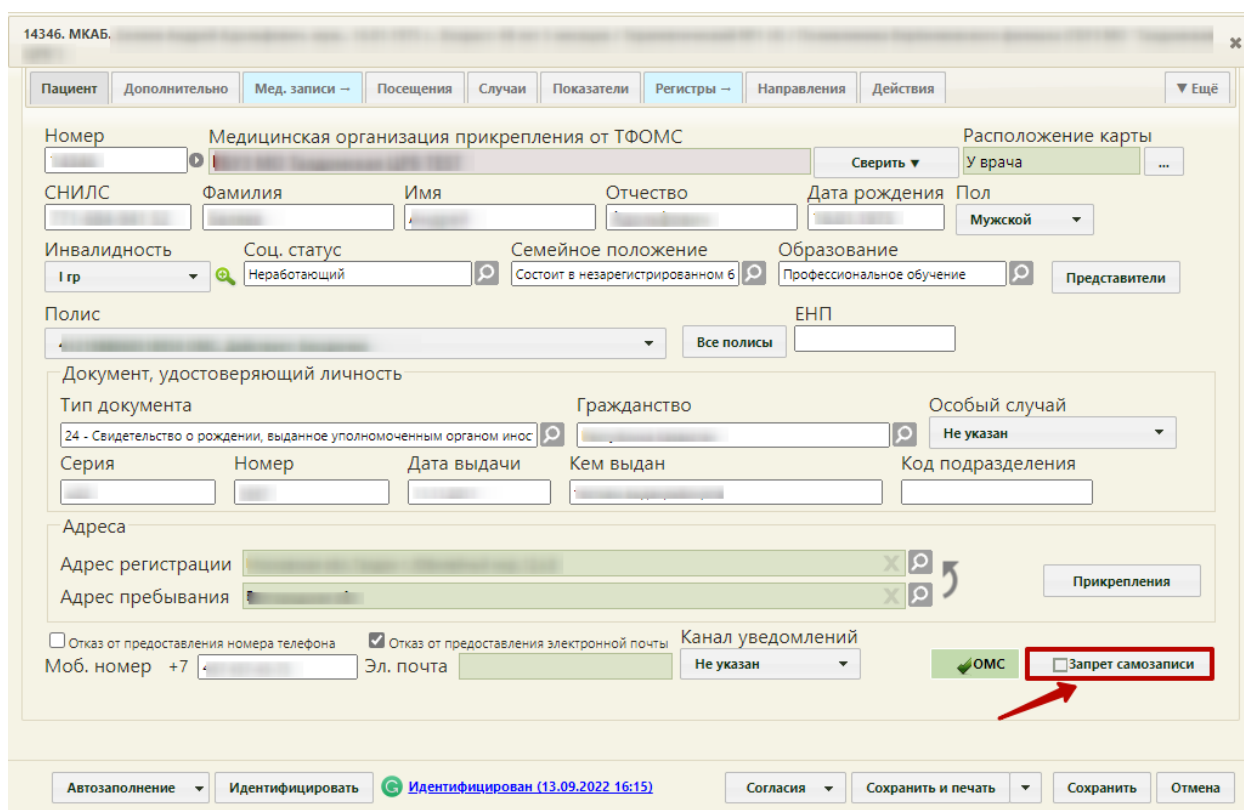 14346. МКАБ.
Пациент Дополнительно Мед. записи → Посещения Случаи Показатели Регистры → Направления Действия ▼ Ещё
Номер Медицинская организация прикрепления от ТФОМС Расположение карты
Сверить ▼ У врача ...
СНИЛС Фамилия Имя Отчество Дата рождения Пол
Мужской
Инвалидность Соц. статус Семейное положение Образование
I гр Неработающий Состоит в незарегистрированном б Профессиональное обучение Представители
Полис ЕНП
Все полисы
Документ, удостоверяющий личность
Тип документа Гражданство Особый случай
24 - Свидетельство о рождении, выданное уполномоченным органом инос Не указан
Серия Номер Дата выдачи Кем выдан Код подразделения
Адреса
Адрес регистрации
Адрес пребывания Прикрепления
Отказ от предоставления номера телефона Отказ от предоставления электронной почты Канал уведомлений
Моб. номер +7 Эл. почта Не указан ОМС Запрет самозаписи
Автозаполнение Идентифицировать Идентифицирован (13.09.2022 16:15) Согласия Сохранить и печать Сохранить Отмена